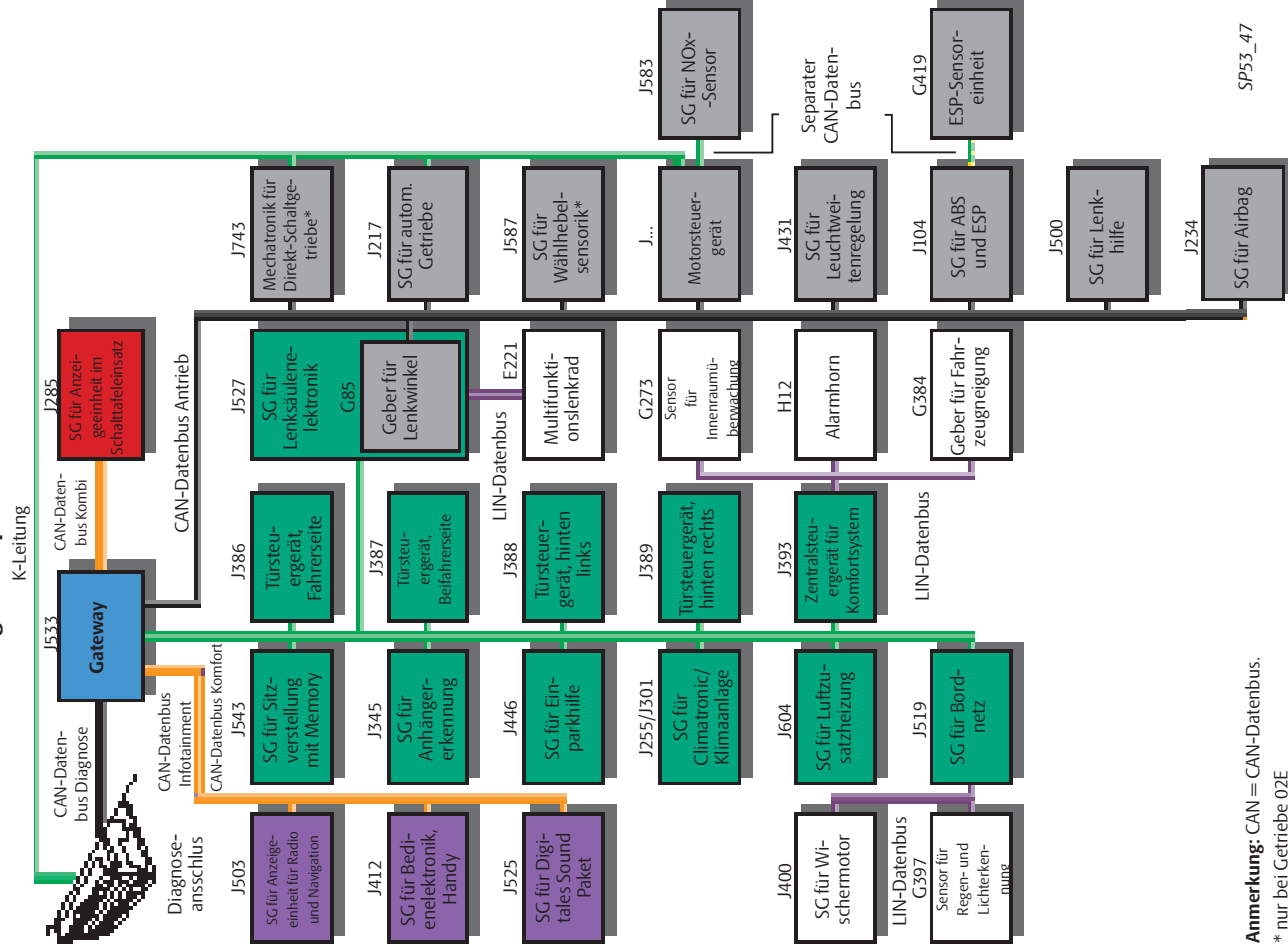 K-Leitung
J533
Gateway
CAN-Daten-
bus Kombi
J285
SG für Anzei-
geeinheit im
Schalttafeleinsatz
CAN-Daten-
bus Diagnose
Diagnose-
ansschlus
CAN-Datenbus
Infotainment
CAN-Datenbus Komfort
CAN-Datenbus Antrieb
J503
SG für Anzeige-
einheit für Radio
und Navigation
J543
SG für Sitz-
verstellung
mit Memory
J386
Türsteu-
ergerät,
Fahrerseite
J527
SG für
Lenksäulene-
lektronik
G85
Geber für
Lenkwinkel
J743
Mechatronik für
Direkt-Schaltge-
triebe*
J412
SG für Bedi-
enelektronik,
Handy
J345
SG für
Anhänger-
erkennung
J387
Türsteu-
ergerät,
Beifahrerseite
J217
SG für autom.
Getriebe
J525
SG für Digi-
tales Sound
Paket
J446
SG für Ein-
parkhilfe
J388
Türsteuer-
gerät, hinten
links
LIN-Datenbus
E221
Multifunkti-
onslenkrad
J587
SG für
Wählhebel-
sensorik*
J255/J301
SG für
Climatronic/
Klimaanlage
J389
Türsteuergerät,
hinten rechts
G273
Sensor
für
Innenraumü-
berwachung
J...
Motorsteuer-
gerät
J583
SG für NOx-
-Sensor
J400
SG für Wi-
schermotor
J604
SG für Luftzu-
satzheizung
J393
Zentralsteu-
ergerät für
Komfortsystem
H12
Alarmhorn
J431
SG für
Leuchtwei-
tenregelung
Separater
CAN-Daten-
bus
LIN-Datenbus
G397
Sensor für
Regen- und
Lichterken-
nung
J519
SG für Bord-
netz
LIN-Datenbus
G384
Geber für Fahr-
zeugneigung
J104
SG für ABS
und ESP
G419
ESP-Sensor-
einheit
J500
SG für Lenk-
hilfe
J234
SG für Airbag
SP53_47
Anmerkung: CAN = CAN-Datenbus.
* nur bei Getriebe 02E